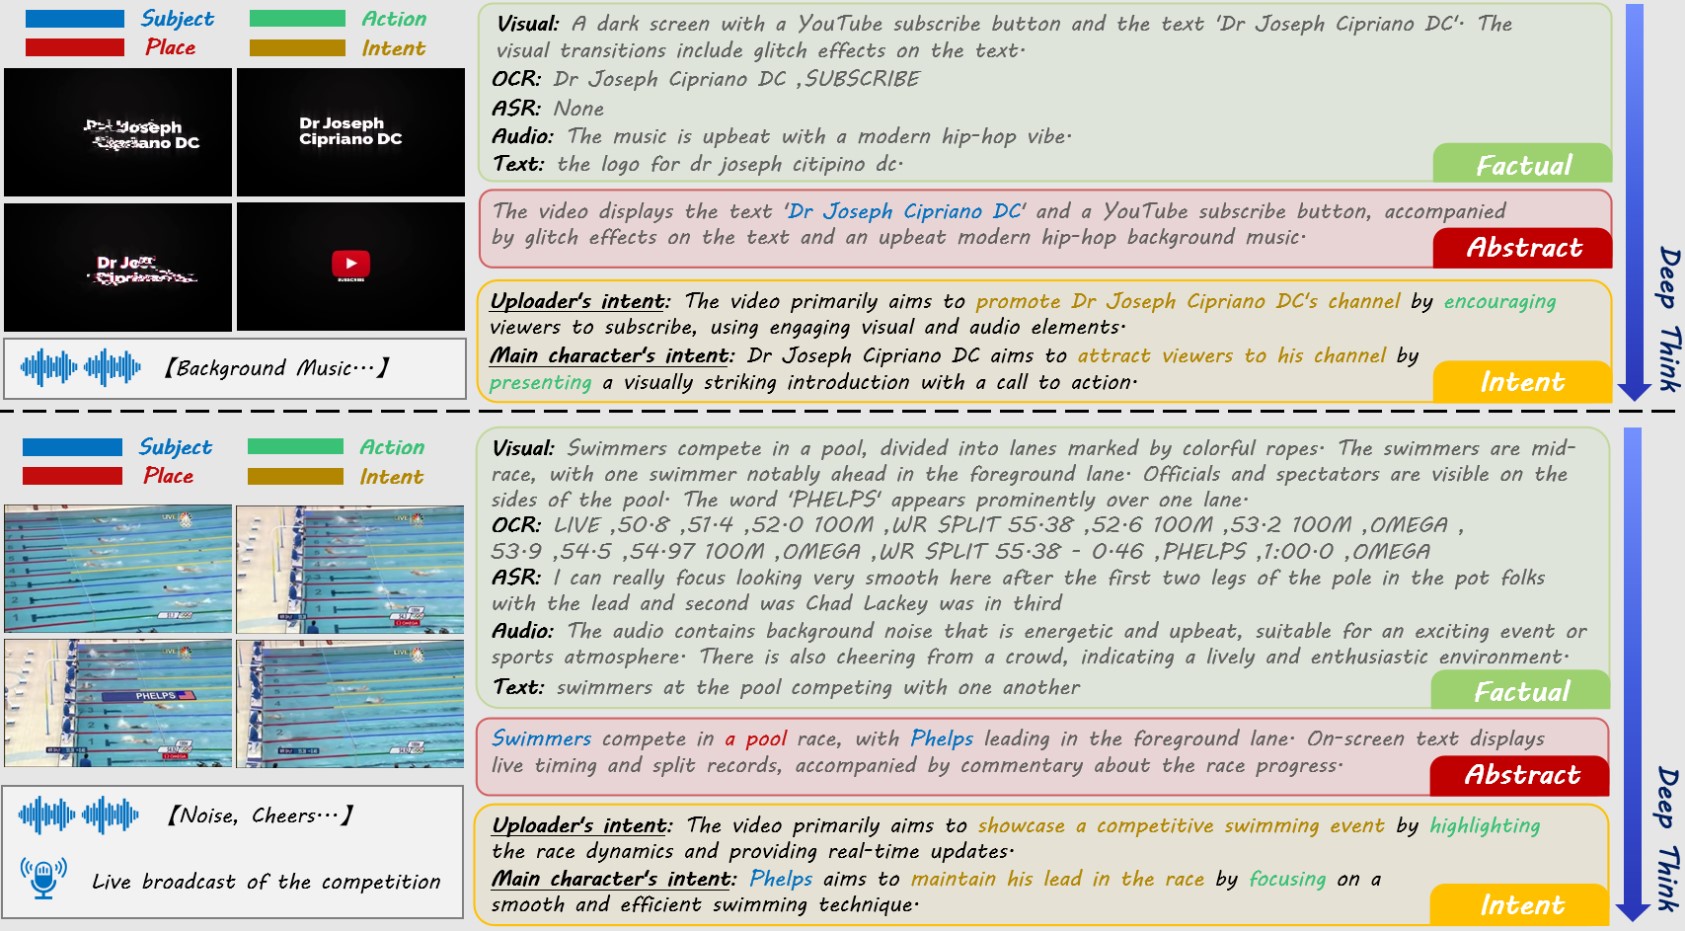 Subject
Action
Place
Intent
Dr Joseph
Cipriano DC
SUBSCRIBE
【Background Music···】
Visual: A dark screen with a YouTube subscribe button and the text 'Dr Joseph Cipriano DC'. The
visual transitions include glitch effects on the text.
OCR: Dr Joseph Cipriano DC ,SUBSCRIBE
ASR: None
Audio: The music is upbeat with a modern hip-hop vibe.
Text: the logo for dr joseph citipino dc.
Factual
The video displays the text 'Dr Joseph Cipriano DC' and a YouTube subscribe button, accompanied
by glitch effects on the text and an upbeat modern hip-hop background music.
Abstract
Uploader's intent: The video primarily aims to promote Dr Joseph Cipriano DC's channel by encouraging
viewers to subscribe, using engaging visual and audio elements.
Main character's intent: Dr Joseph Cipriano DC aims to attract viewers to his channel by
presenting a visually striking introduction with a call to action.
Intent
Deep Think
Subject
Action
Place
Intent
LIVE
PHELPS
【Noise, Cheers···】
Live broadcast of the competition
Visual: Swimmers compete in a pool, divided into lanes marked by colorful ropes. The swimmers are mid-
race, with one swimmer notably ahead in the foreground lane. Officials and spectators are visible on the
sides of the pool. The word 'PHELPS' appears prominently over one lane.
OCR: LIVE ,50.8 ,51.4 ,52.0 100M ,WR SPLIT 55.38 ,52.6 100M ,53.2 100M ,OMEGA ,
53.9 ,54.5 ,54.97 100M ,OMEGA ,WR SPLIT 55.38 - 0.46 ,PHELPS ,1:00.0 ,OMEGA
ASR: I can really focus looking very smooth here after the first two legs of the pole in the pot folks
with the lead and second was Chad Lackey was in third
Audio: The audio contains background noise that is energetic and upbeat, suitable for an exciting event or
sports atmosphere. There is also cheering from a crowd, indicating a lively and enthusiastic environment.
Text: swimmers at the pool competing with one another
Factual
Swimmers compete in a pool race, with Phelps leading in the foreground lane. On-screen text displays
live timing and split records, accompanied by commentary about the race progress.
Abstract
Uploader's intent: The video primarily aims to showcase a competitive swimming event by highlighting
the race dynamics and providing real-time updates.
Main character's intent: Phelps aims to maintain his lead in the race by focusing on a
smooth and efficient swimming technique.
Intent
Deep Think